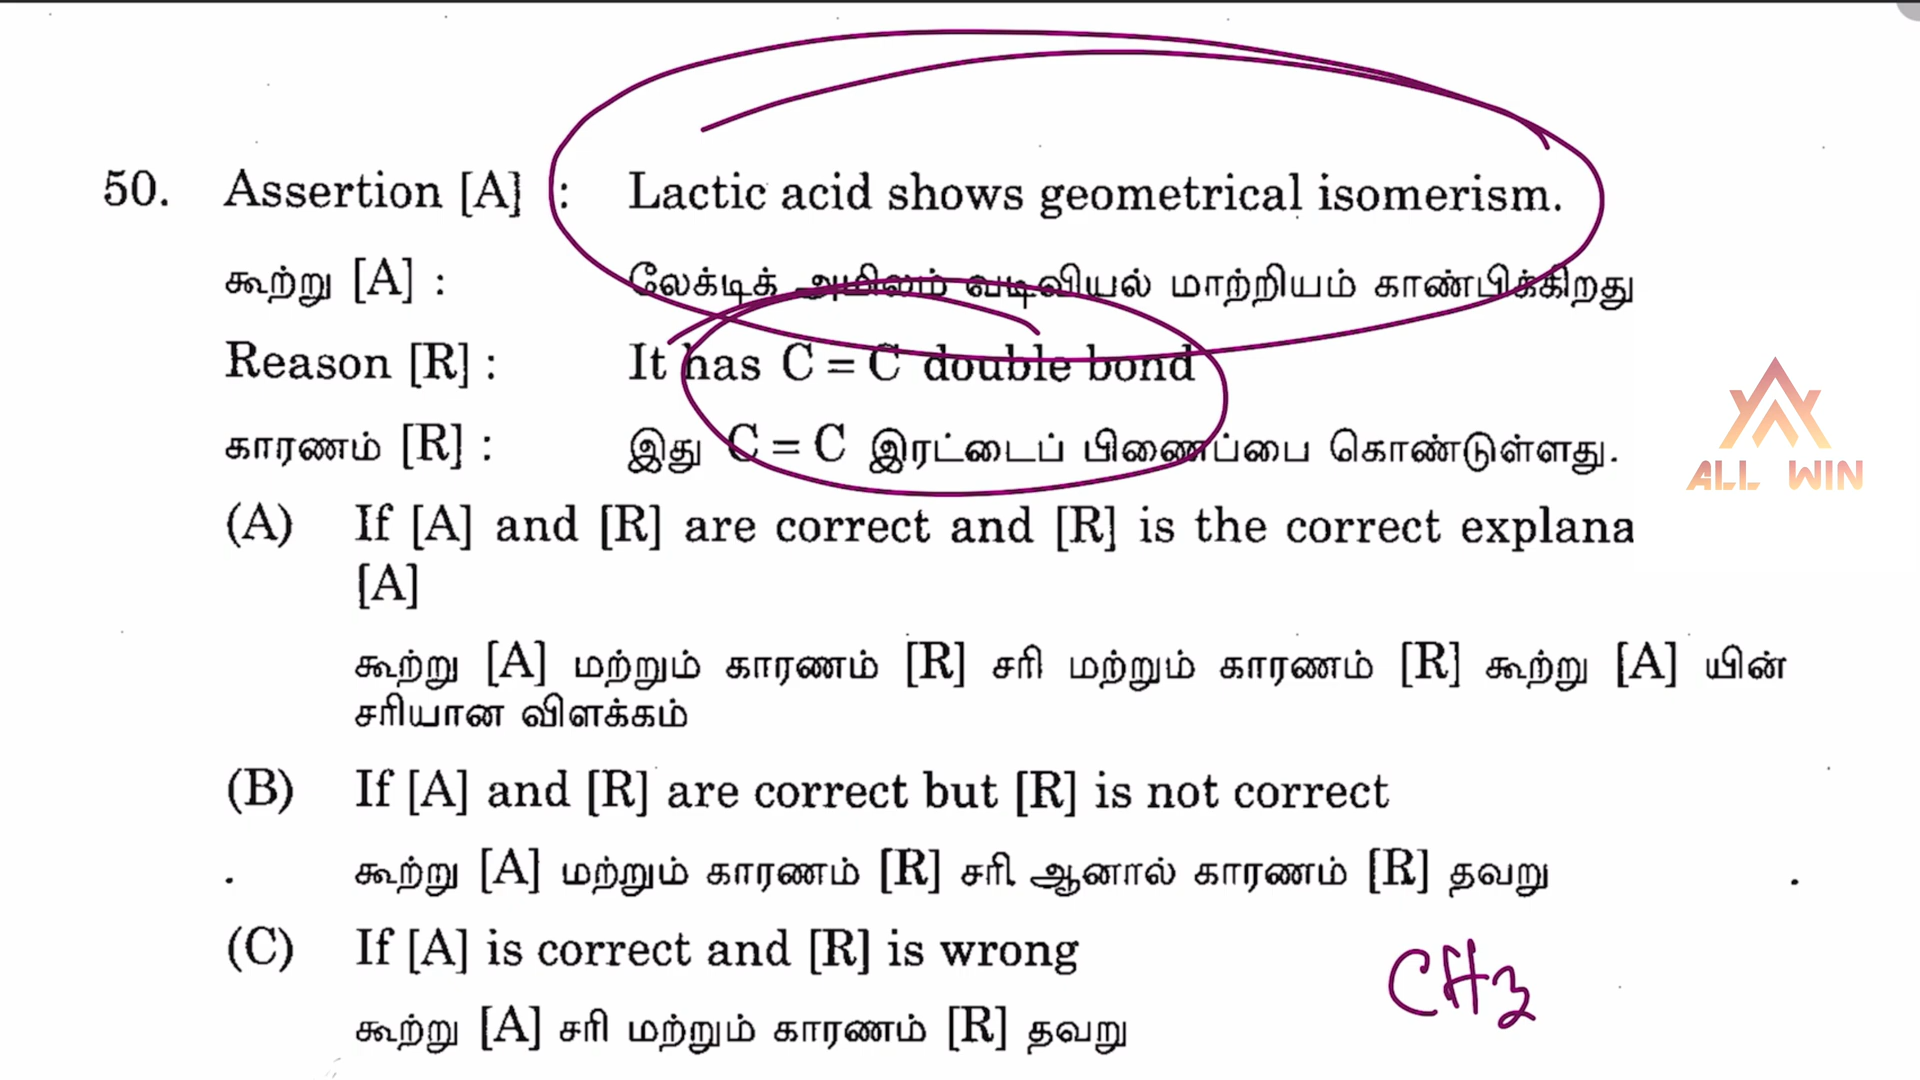 50. Assertion [A] : Lactic acid shows geometrical isomerism.
கூற்று [A] : லேக்டிக் அமிலம் வடிவியல் மாற்றியம் காண்பிக்கிறது
Reason [R] : It has C = C double bond
காரணம் [R] : இது C = C இரட்டைப் பிணைப்பை கொண்டுள்ளது.
ALL WIN
(A) If [A] and [R] are correct and [R] is the correct explana
[A]
கூற்று [A] மற்றும் காரணம் [R] சரி மற்றும் காரணம் [R] கூற்று [A] யின்
சரியான விளக்கம்
(B) If [A] and [R] are correct but [R] is not correct
கூற்று [A] மற்றும் காரணம் [R] சரி ஆனால் காரணம் [R] தவறு
(C) If [A] is correct and [R] is wrong
CH3
கூற்று [A] சரி மற்றும் காரணம் [R] தவறு